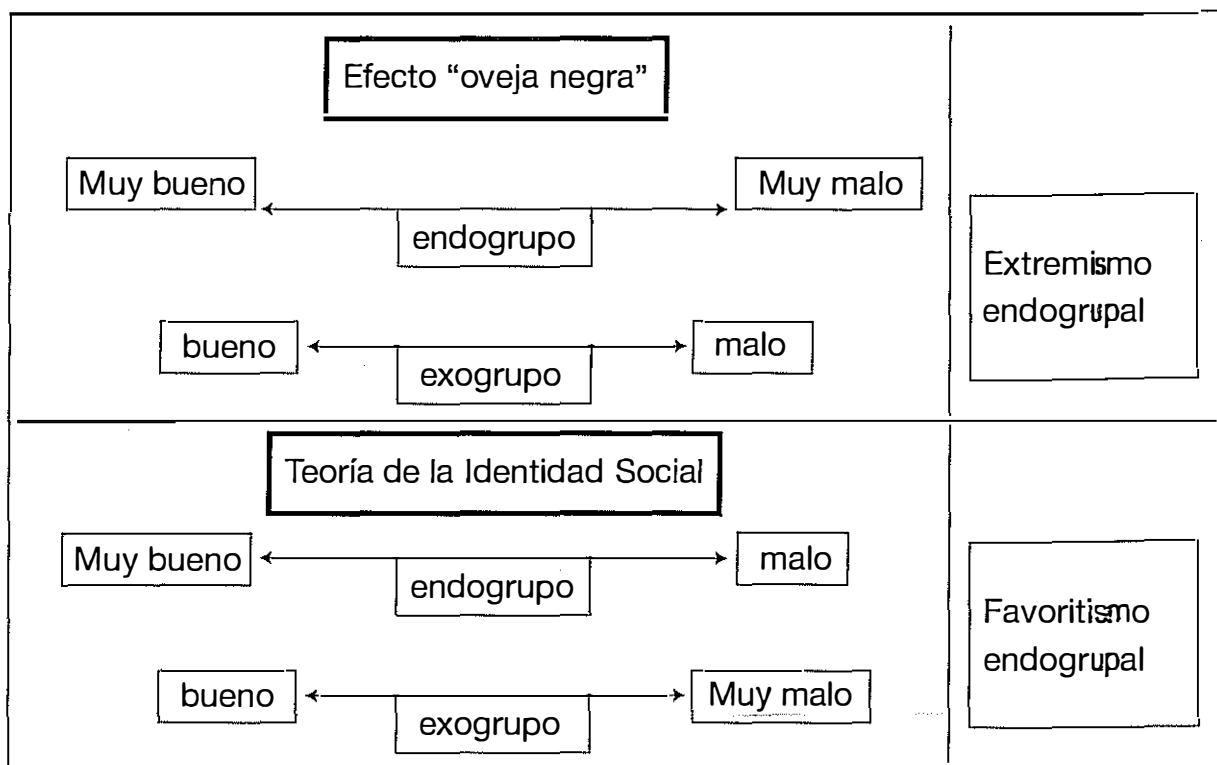 Efecto “oveja negra”
Muy bueno
Muy malo
endogrupo
bueno
malo
exogrupo
Extremismo
endogrupal
Teoría de la Identidad Social
Muy bueno
malo
endogrupo
bueno
Muy malo
exogrupo
Favoritismo
endogrupal